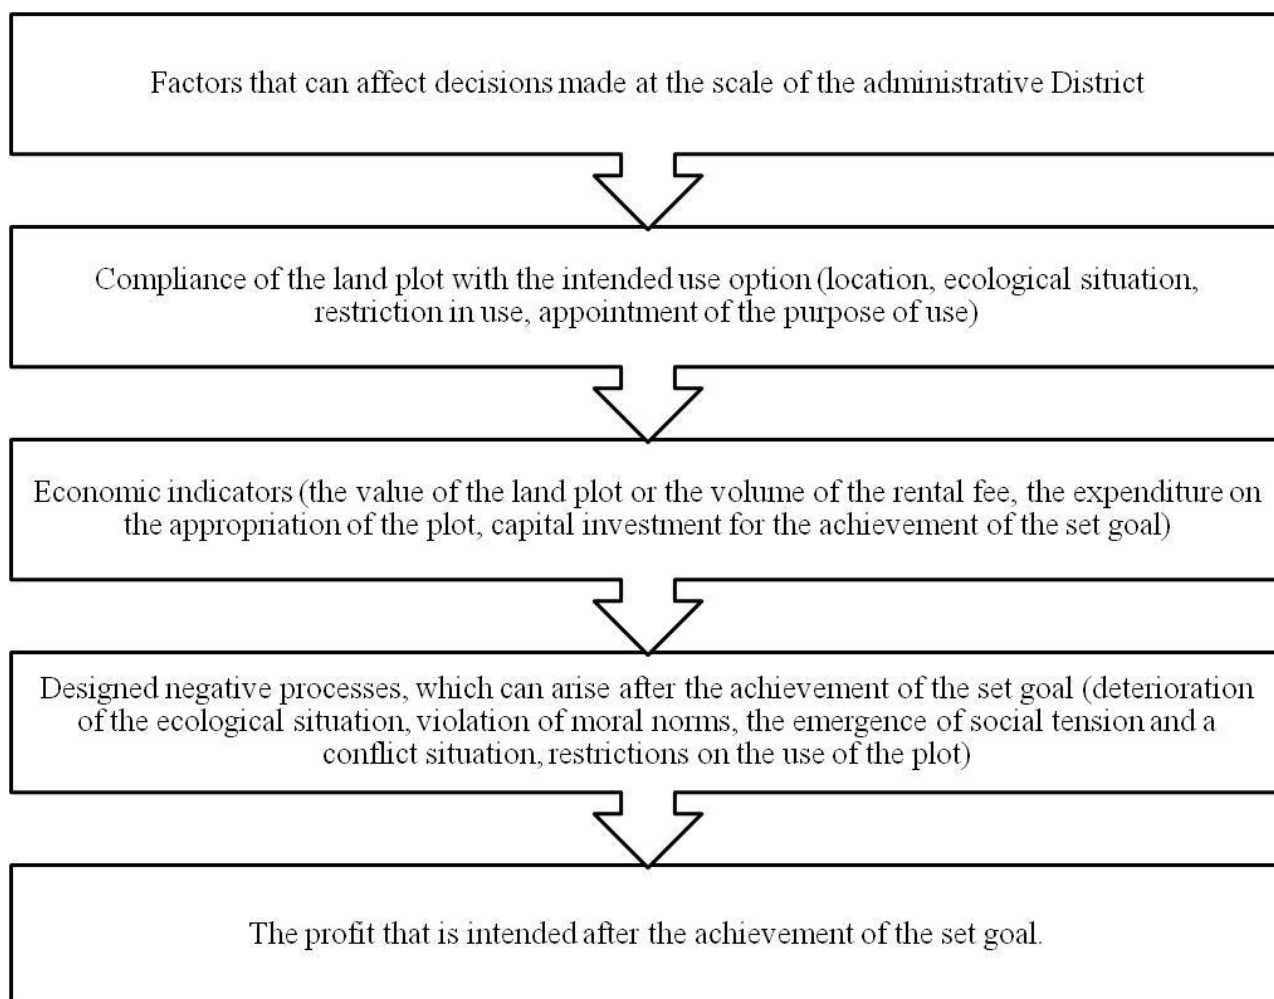 Factors that can affect decisions made at the scale of the administrative District
Compliance of the land plot with the intended use option (location, ecological situation,
restriction in use, appointment of the purpose of use)
Economic indicators (the value of the land plot or the volume of the rental fee, the expenditure on
the appropriation of the plot, capital investment for the achievement of the set goal)
Designed negative processes, which can arise after the achievement of the set goal (deterioration
of the ecological situation, violation of moral norms, the emergence of social tension and a
conflict situation, restrictions on the use of the plot)
The profit that is intended after the achievement of the set goal.